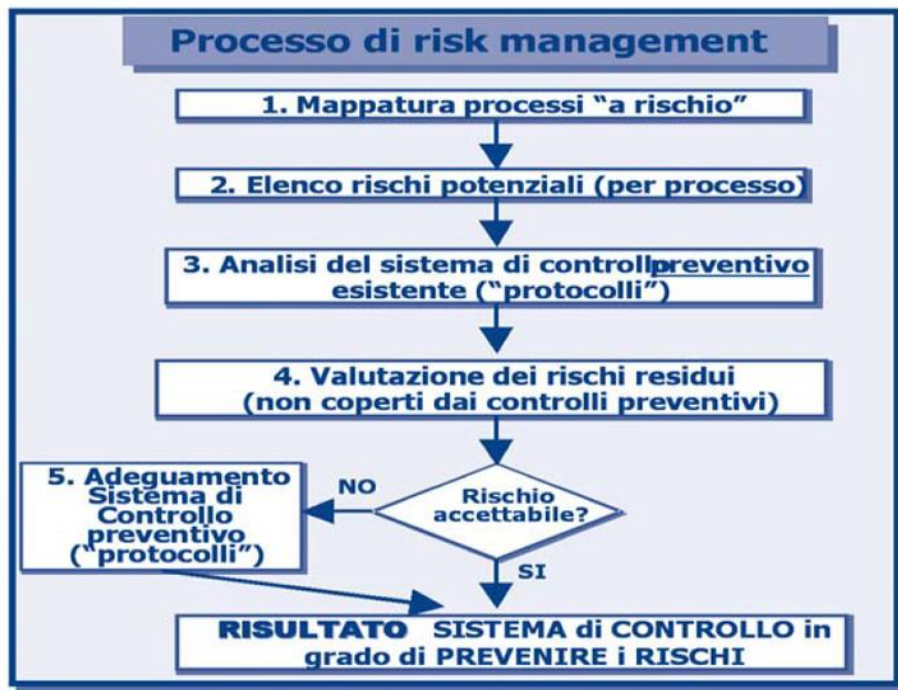 Processo di risk management
1. Mappatura processi “a rischio”
2. Elenco rischi potenziali (per processo)
3. Analisi del sistema di controllo preventivo
esistente (“protocolli”)
4. Valutazione dei rischi residui
(non coperti dai controlli preventivi)
Rischio
accettabile?
NO
5. Adeguamento
Sistema di
Controllo
preventivo
(“protocolli”)
SI
RISULTATO SISTEMA di CONTROLLO in
grado di PREVENIRE i RISCHI